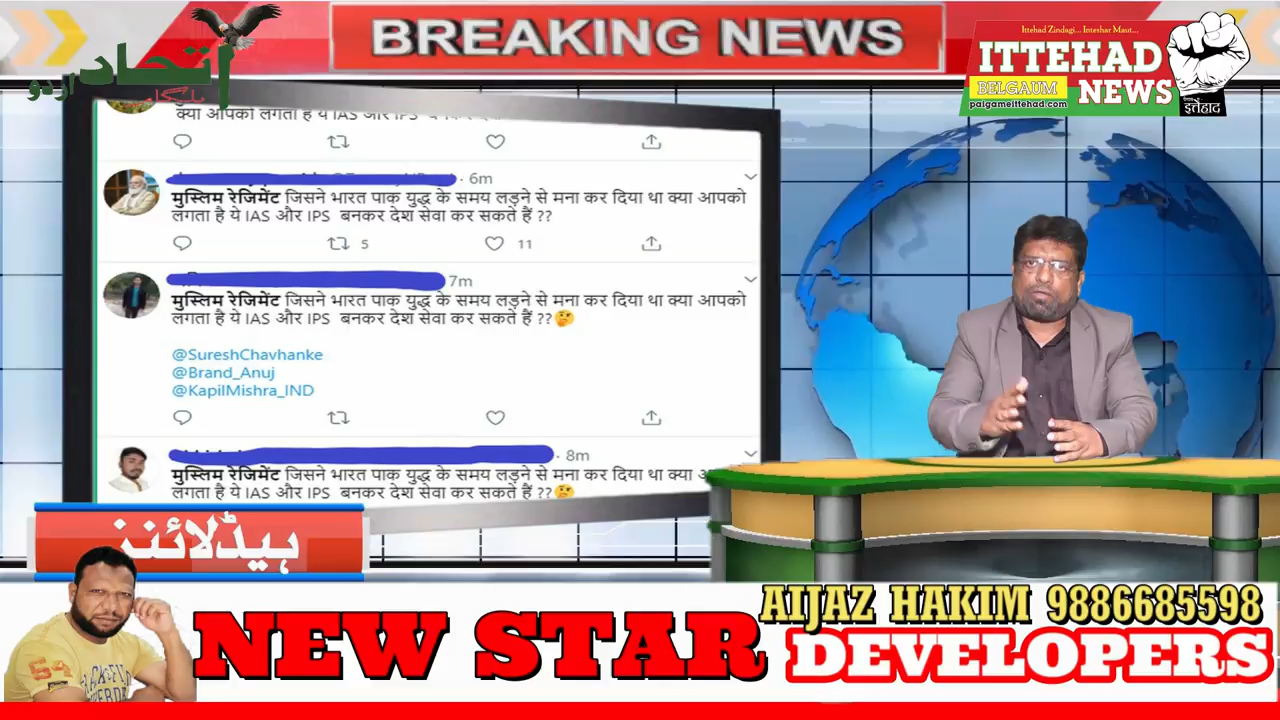 BREAKING NEWS
اتحاد
اردو
Ittehad Zindagi... Inteshar Maut...
ITTEHAD
BELGAUM
NEWS
paigameittehad.com
इत्तेहाद
क्या आपको लगता है ये IAS और IPS
6m
मुस्लिम रेजिमेंट जिसने भारत पाक युद्ध के समय लड़ने से मना कर दिया था क्या आपको
लगता है ये IAS और IPS बनकर देश सेवा कर सकते हैं ??
5 11
7m
मुस्लिम रेजिमेंट जिसने भारत पाक युद्ध के समय लड़ने से मना कर दिया था क्या आपको
लगता है ये IAS और IPS बनकर देश सेवा कर सकते हैं ??🤔
@SureshChavhanke
@Brand_Anuj
@KapilMishra_IND
· 8m
मुस्लिम रेजिमेंट जिसने भारत पाक युद्ध के समय लड़ने से मना कर दिया था क्या
लगता है ये IAS और IPS बनकर देश सेवा कर सकते हैं ??🤔
ہیڈلائنز
AIJAZ HAKIM 9886685598
NEW STAR DEVELOPERS